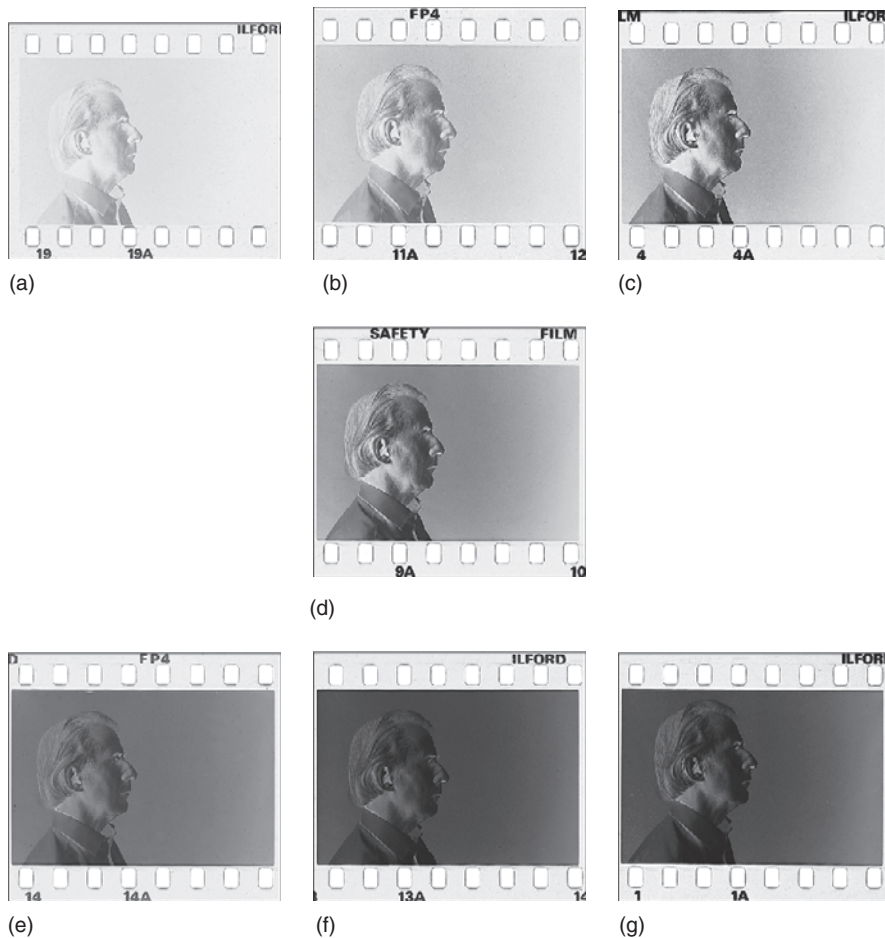 ILFOR
19 19A
(a)
FP4
11A 12
(b)
LM ILFOR
4 4A
(c)
SAFETY FILM
9A 10
(d)
D FP4
14 14A
(e)
ILFORD
13A 14
(f)
ILFOR
1 1A
(g)